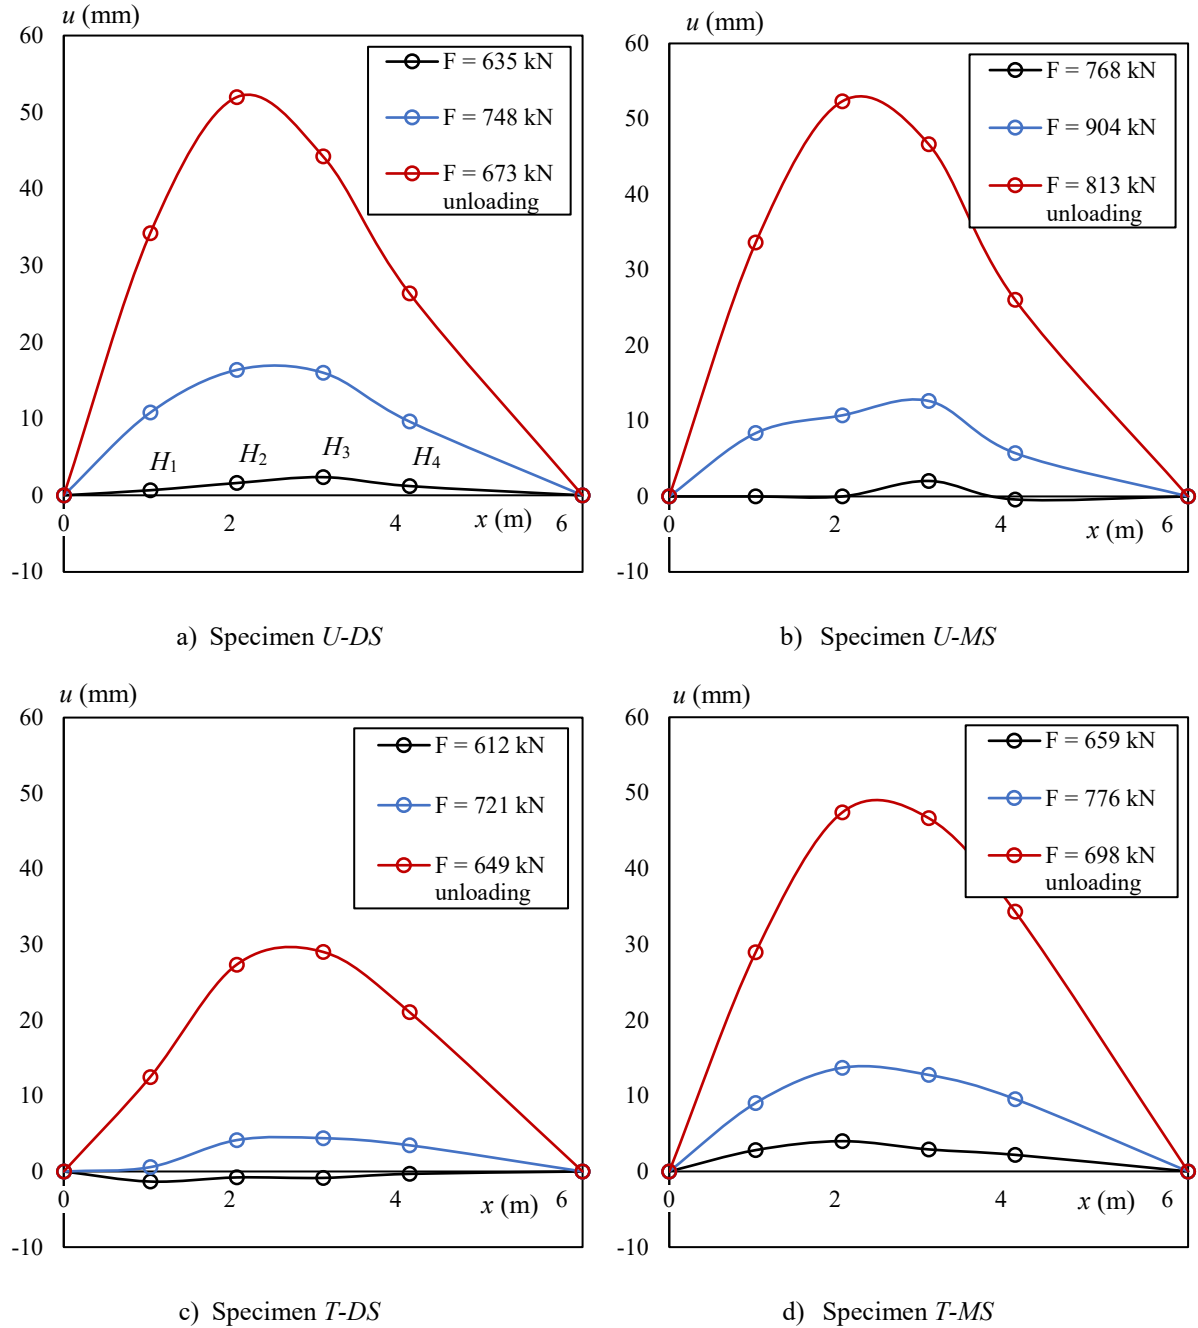 u (mm)
60
50
40
30
20
10
0
-10
F = 635 kN
F = 748 kN
F = 673 kN
unloading
H1
H2
H3
H4
0
2
4
6
x (m)
a) Specimen U-DS
u (mm)
60
50
40
30
20
10
0
-10
F = 768 kN
F = 904 kN
F = 813 kN
unloading
0
2
4
6
x (m)
b) Specimen U-MS
u (mm)
60
50
40
30
20
10
0
-10
F = 612 kN
F = 721 kN
F = 649 kN
unloading
0
2
4
6
x (m)
c) Specimen T-DS
u (mm)
60
50
40
30
20
10
0
-10
F = 659 kN
F = 776 kN
F = 698 kN
unloading
0
2
4
6
x (m)
d) Specimen T-MS